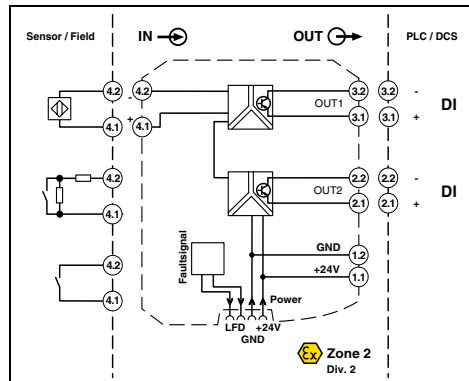 Sensor / Field
IN
OUT
PLC / DCS
4.2
- 4.2
3.2
3.2 -
OUT1
DI
4.1
+ 4.1
3.1
3.1 +
4.2
2.2
2.2 -
OUT2
DI
4.1
2.1
2.1 +
Faultsignal
GND
1.2
4.2
+24V
1.1
4.1
Power
LFD
+24V
GND
Ex
Zone 2
Div. 2